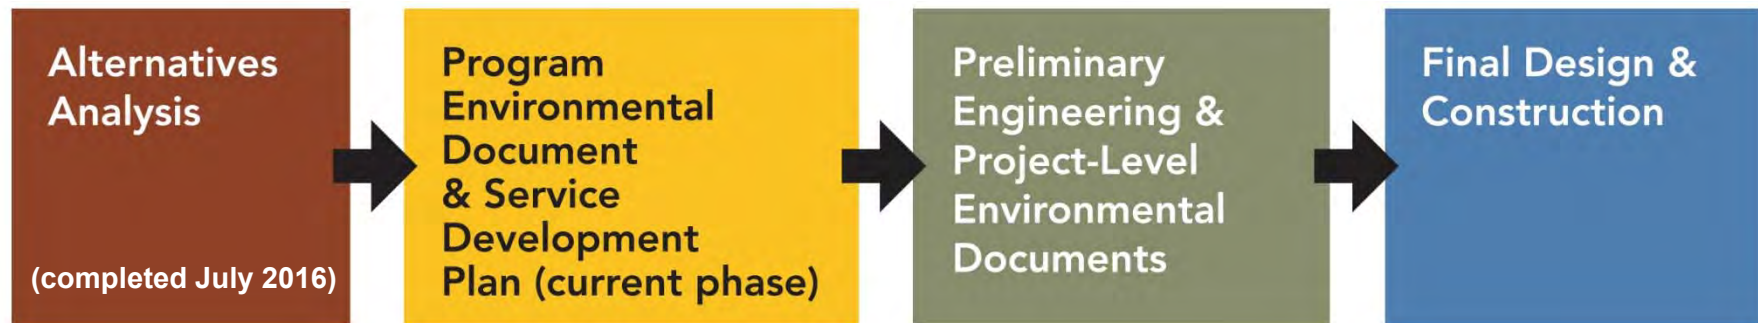 Alternatives
Analysis
(completed July 2016)
Program
Environmental
Document
& Service
Development
Plan (current phase)
Preliminary
Engineering &
Project-Level
Environmental
Documents
Final Design &
Construction